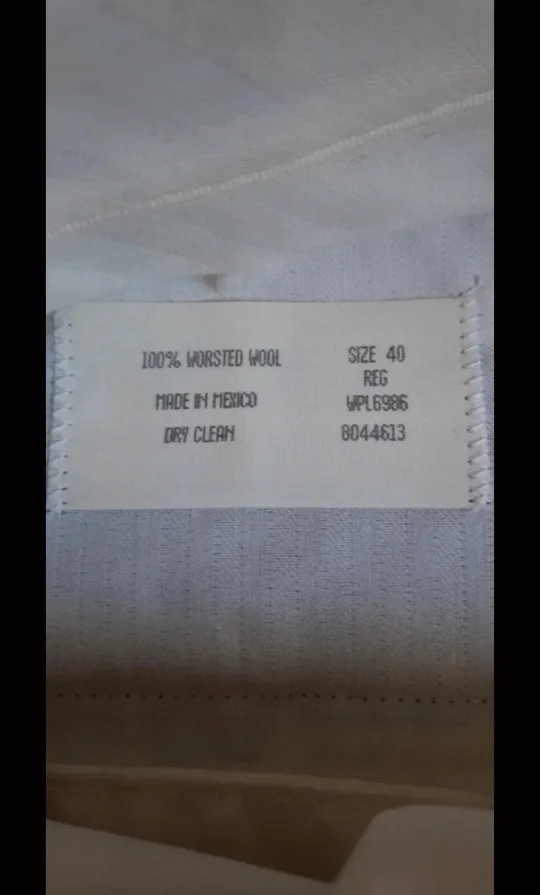 100% WORSTED WOOL
MADE IN MEXICO
DRY CLEAN
SIZE 40
REG
WPL6986
8044613